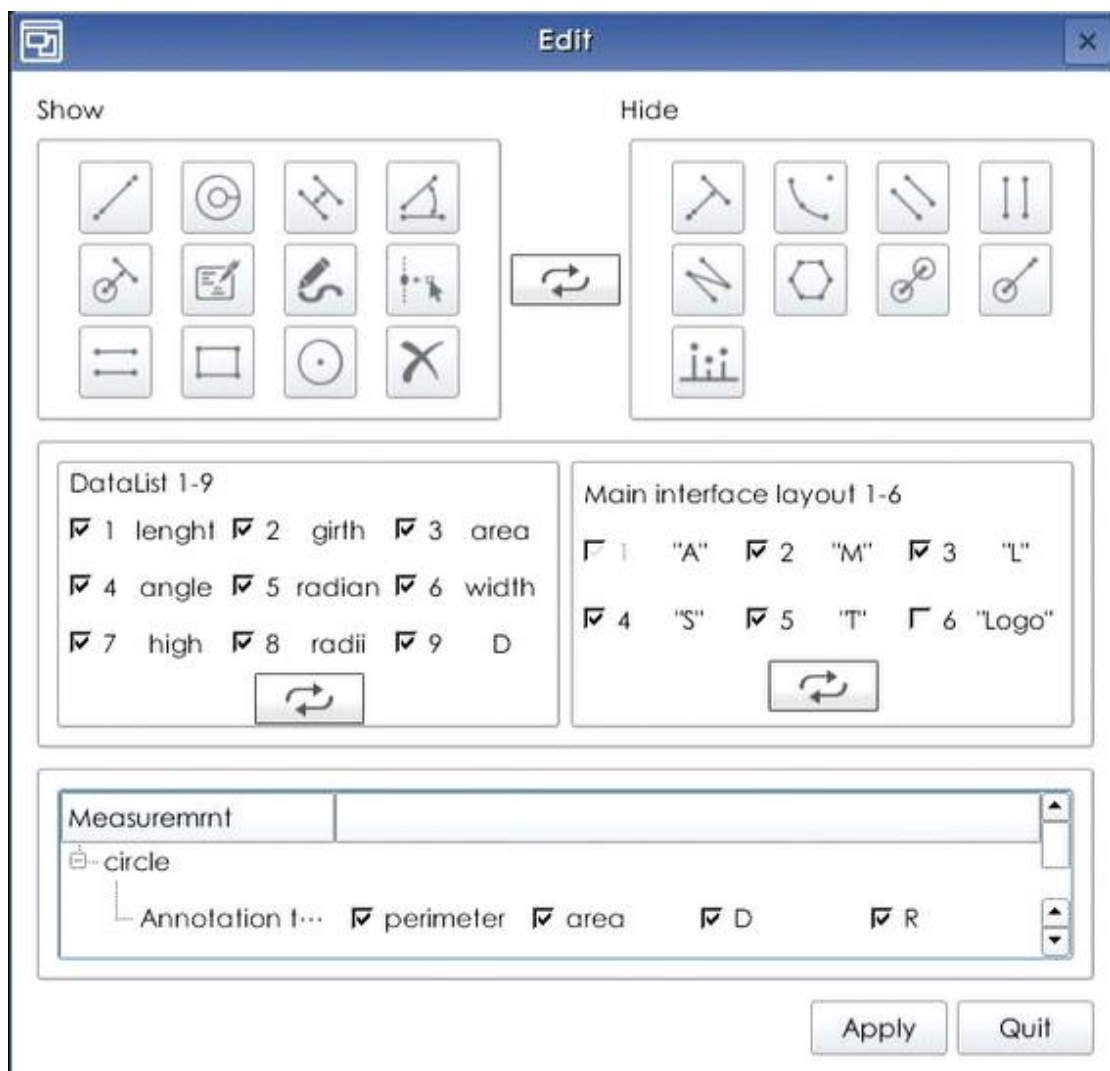 Edit
Show
Hide
DataList 1-9
1 lenght 2 girth 3 area
4 angle 5 radian 6 width
7 high 8 radii 9 D
Main interface layout 1-6
1 "A" 2 "M" 3 "L"
4 "S" 5 "T" 6 "Logo"
Measuremrnt
circle
Annotation t··· perimeter area D R
Apply Quit